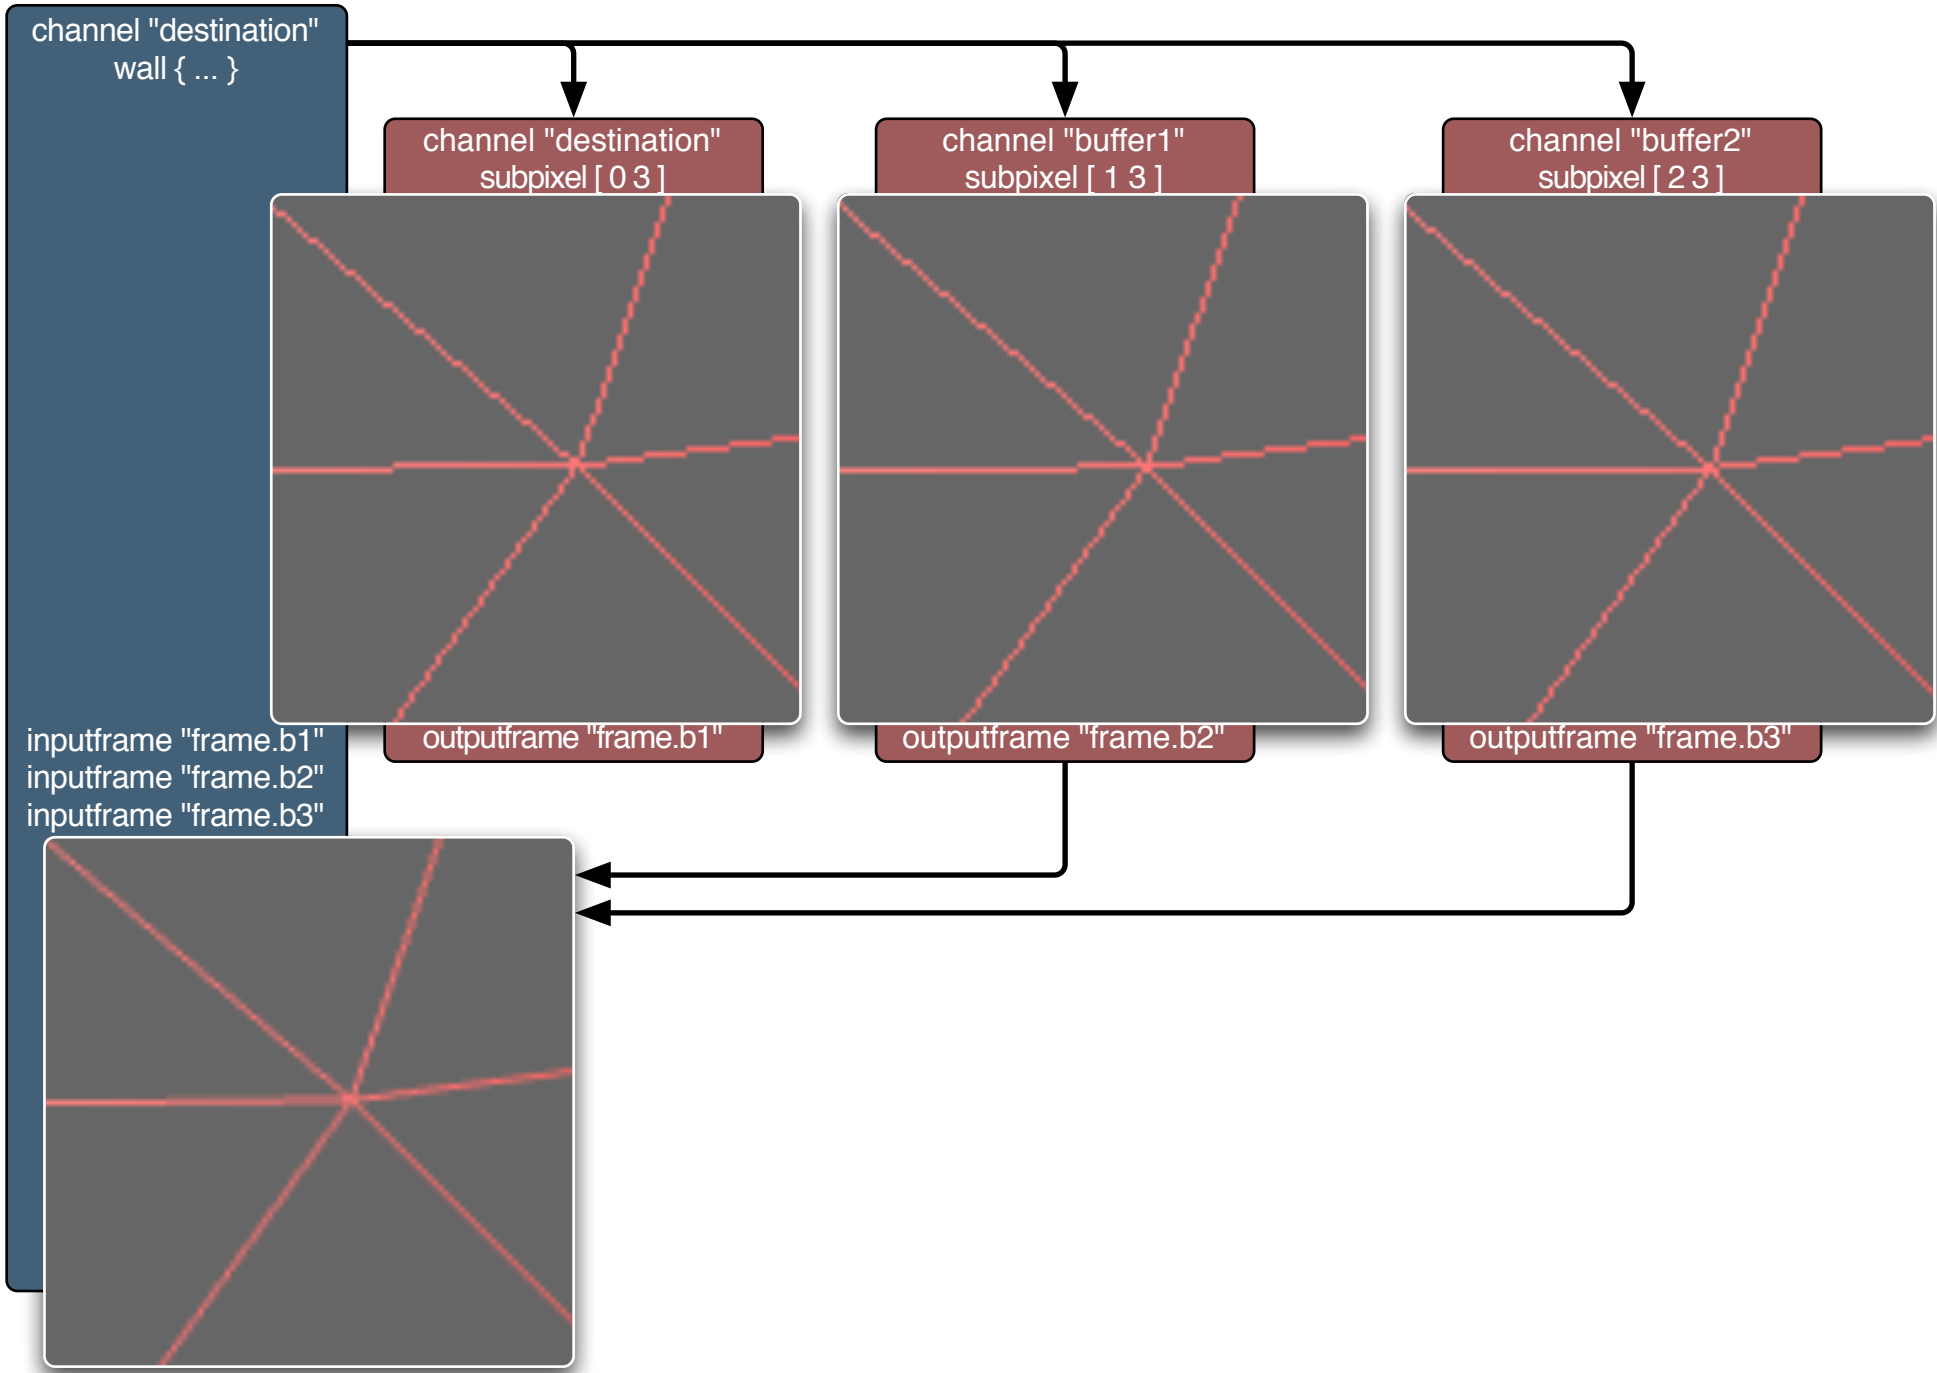 channel "destination"
wall { ... }
channel "destination"
subpixel [ 0 3 ]
channel "buffer1"
subpixel [ 1 3 ]
channel "buffer2"
subpixel [ 2 3 ]
outputframe "frame.b1"
outputframe "frame.b2"
outputframe "frame.b3"
inputframe "frame.b1"
inputframe "frame.b2"
inputframe "frame.b3"